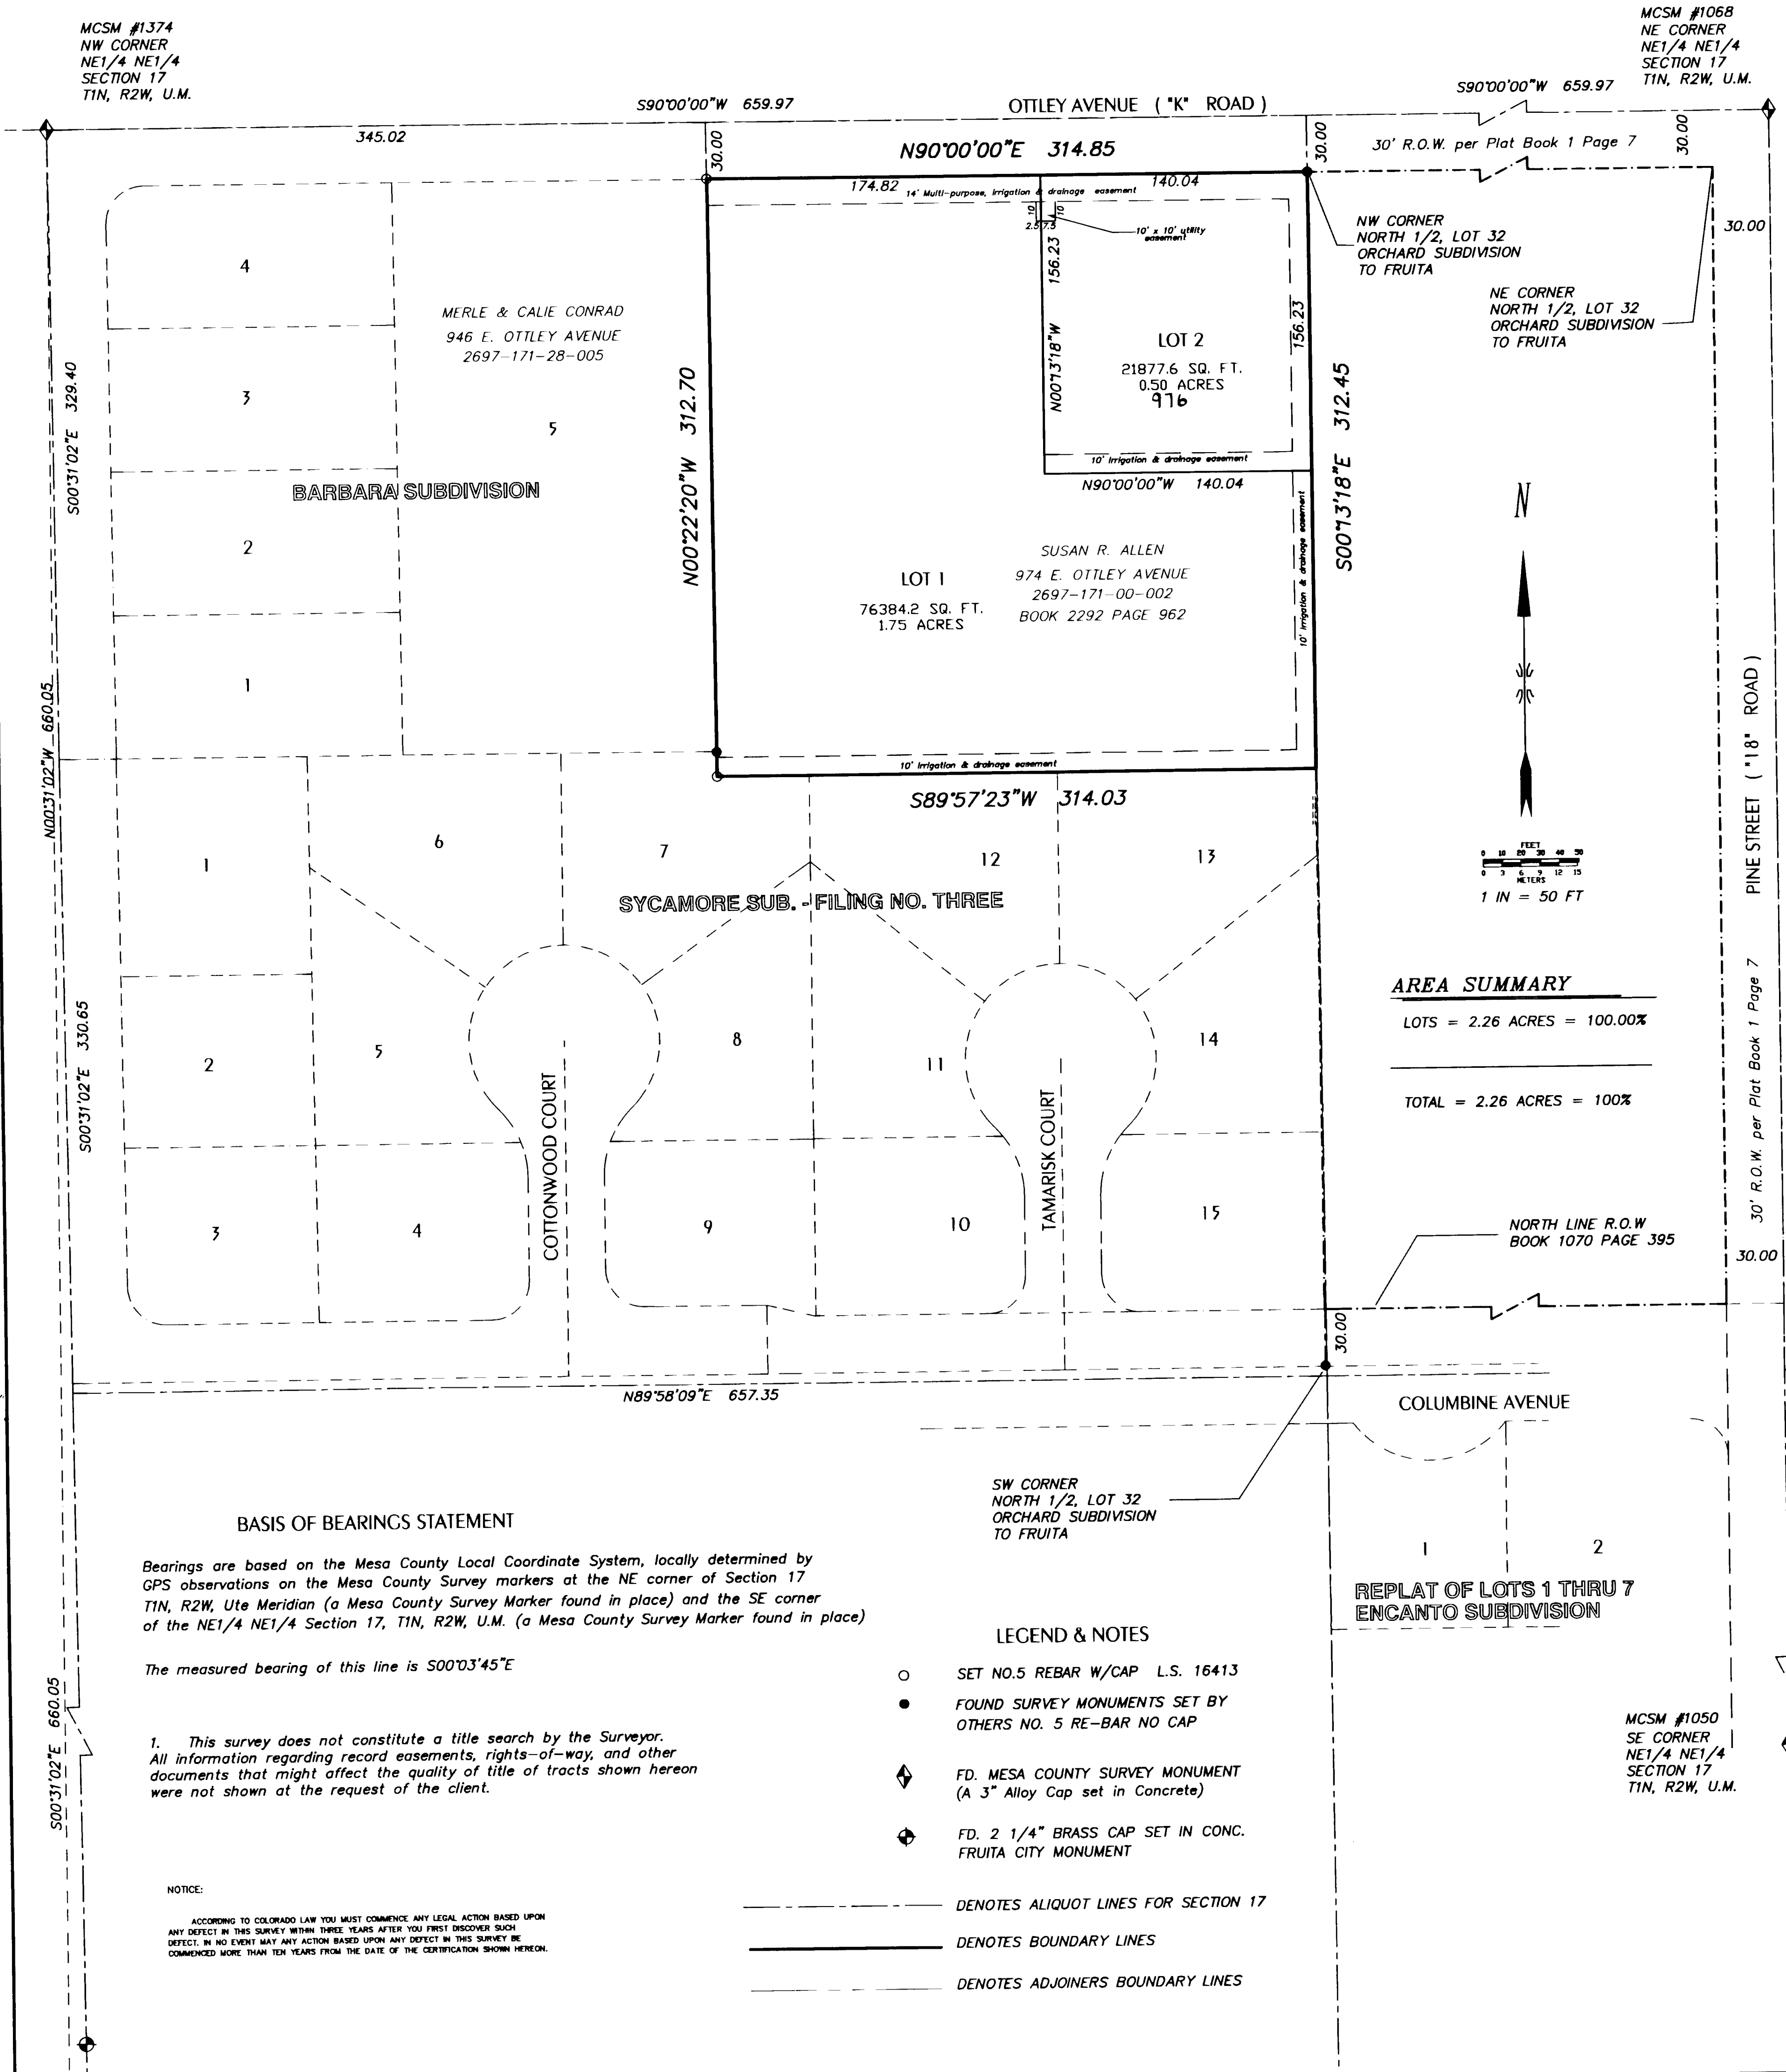 MCSM #1374
NW CORNER
NE1/4 NE1/4
SECTION 17
T1N, R2W, U.M.
MCSM #1068
NE CORNER
NE1/4 NE1/4
SECTION 17
T1N, R2W, U.M.
S90°00'00"W 659.97
OTTLEY AVENUE ( "K" ROAD )
S90°00'00"W 659.97
345.02
30.00
N90°00'00"E 314.85
30.00
30' R.O.W. per Plat Book 1 Page 7
30.00
174.82
14' Multi-purpose, irrigation & drainage easement
140.04
10
10
2.5
7.5
10' x 10' utility
easement
NW CORNER
NORTH 1/2, LOT 32
ORCHARD SUBDIVISION
TO FRUITA
30.00
NE CORNER
NORTH 1/2, LOT 32
ORCHARD SUBDIVISION
TO FRUITA
4
3
2
1
5
MERLE & CALIE CONRAD
946 E. OTTLEY AVENUE
2697-171-28-005
BARBARA SUBDIVISION
S00°31'02"E 329.40
N00°31'02"W 660.05
N00°22'20"W 312.70
N00°13'18"W 156.23
LOT 2
21877.6 SQ. FT.
0.50 ACRES
976
156.23
S00°13'18"E 312.45
10' Irrigation & drainage easement
N90°00'00"W 140.04
10' Irrigation & drainage easement
LOT 1
76384.2 SQ. FT.
1.75 ACRES
SUSAN R. ALLEN
974 E. OTTLEY AVENUE
2697-171-00-002
BOOK 2292 PAGE 962
10' Irrigation & drainage easement
S89°57'23"W 314.03
N
FEET
0 10 20 30 40 50
0 3 6 9 12 15
METERS
1 IN = 50 FT
PINE STREET ( "18" ROAD )
30' R.O.W. per Plat Book 1 Page 7
1
6
7
12
13
SYCAMORE SUB. - FILING NO. THREE
2
5
8
11
14
3
4
9
10
15
COTTONWOOD COURT
TAMARISK COURT
S00°31'02"E 330.65
AREA SUMMARY
LOTS = 2.26 ACRES = 100.00%
TOTAL = 2.26 ACRES = 100%
NORTH LINE R.O.W
BOOK 1070 PAGE 395
30.00
30.00
N89°58'09"E 657.35
COLUMBINE AVENUE
SW CORNER
NORTH 1/2, LOT 32
ORCHARD SUBDIVISION
TO FRUITA
1
2
REPLAT OF LOTS 1 THRU 7
ENCANTO SUBDIVISION
BASIS OF BEARINGS STATEMENT
Bearings are based on the Mesa County Local Coordinate System, locally determined by
GPS observations on the Mesa County Survey markers at the NE corner of Section 17
T1N, R2W, Ute Meridian (a Mesa County Survey Marker found in place) and the SE corner
of the NE1/4 NE1/4 Section 17, T1N, R2W, U.M. (a Mesa County Survey Marker found in place)
The measured bearing of this line is S00°03'45"E
S00°31'02"E 660.05
1. This survey does not constitute a title search by the Surveyor.
All information regarding record easements, rights-of-way, and other
documents that might affect the quality of title of tracts shown hereon
were not shown at the request of the client.
NOTICE:
ACCORDING TO COLORADO LAW YOU MUST COMMENCE ANY LEGAL ACTION BASED UPON
ANY DEFECT IN THIS SURVEY WITHIN THREE YEARS AFTER YOU FIRST DISCOVER SUCH
DEFECT. IN NO EVENT MAY ANY ACTION BASED UPON ANY DEFECT IN THIS SURVEY BE
COMMENCED MORE THAN TEN YEARS FROM THE DATE OF THE CERTIFICATION SHOWN HEREON.
LEGEND & NOTES
SET NO.5 REBAR W/CAP L.S. 16413
FOUND SURVEY MONUMENTS SET BY
OTHERS NO. 5 RE-BAR NO CAP
FD. MESA COUNTY SURVEY MONUMENT
(A 3" Alloy Cap set in Concrete)
FD. 2 1/4" BRASS CAP SET IN CONC.
FRUITA CITY MONUMENT
DENOTES ALIQUOT LINES FOR SECTION 17
DENOTES BOUNDARY LINES
DENOTES ADJOINERS BOUNDARY LINES
MCSM #1050
SE CORNER
NE1/4 NE1/4
SECTION 17
T1N, R2W, U.M.